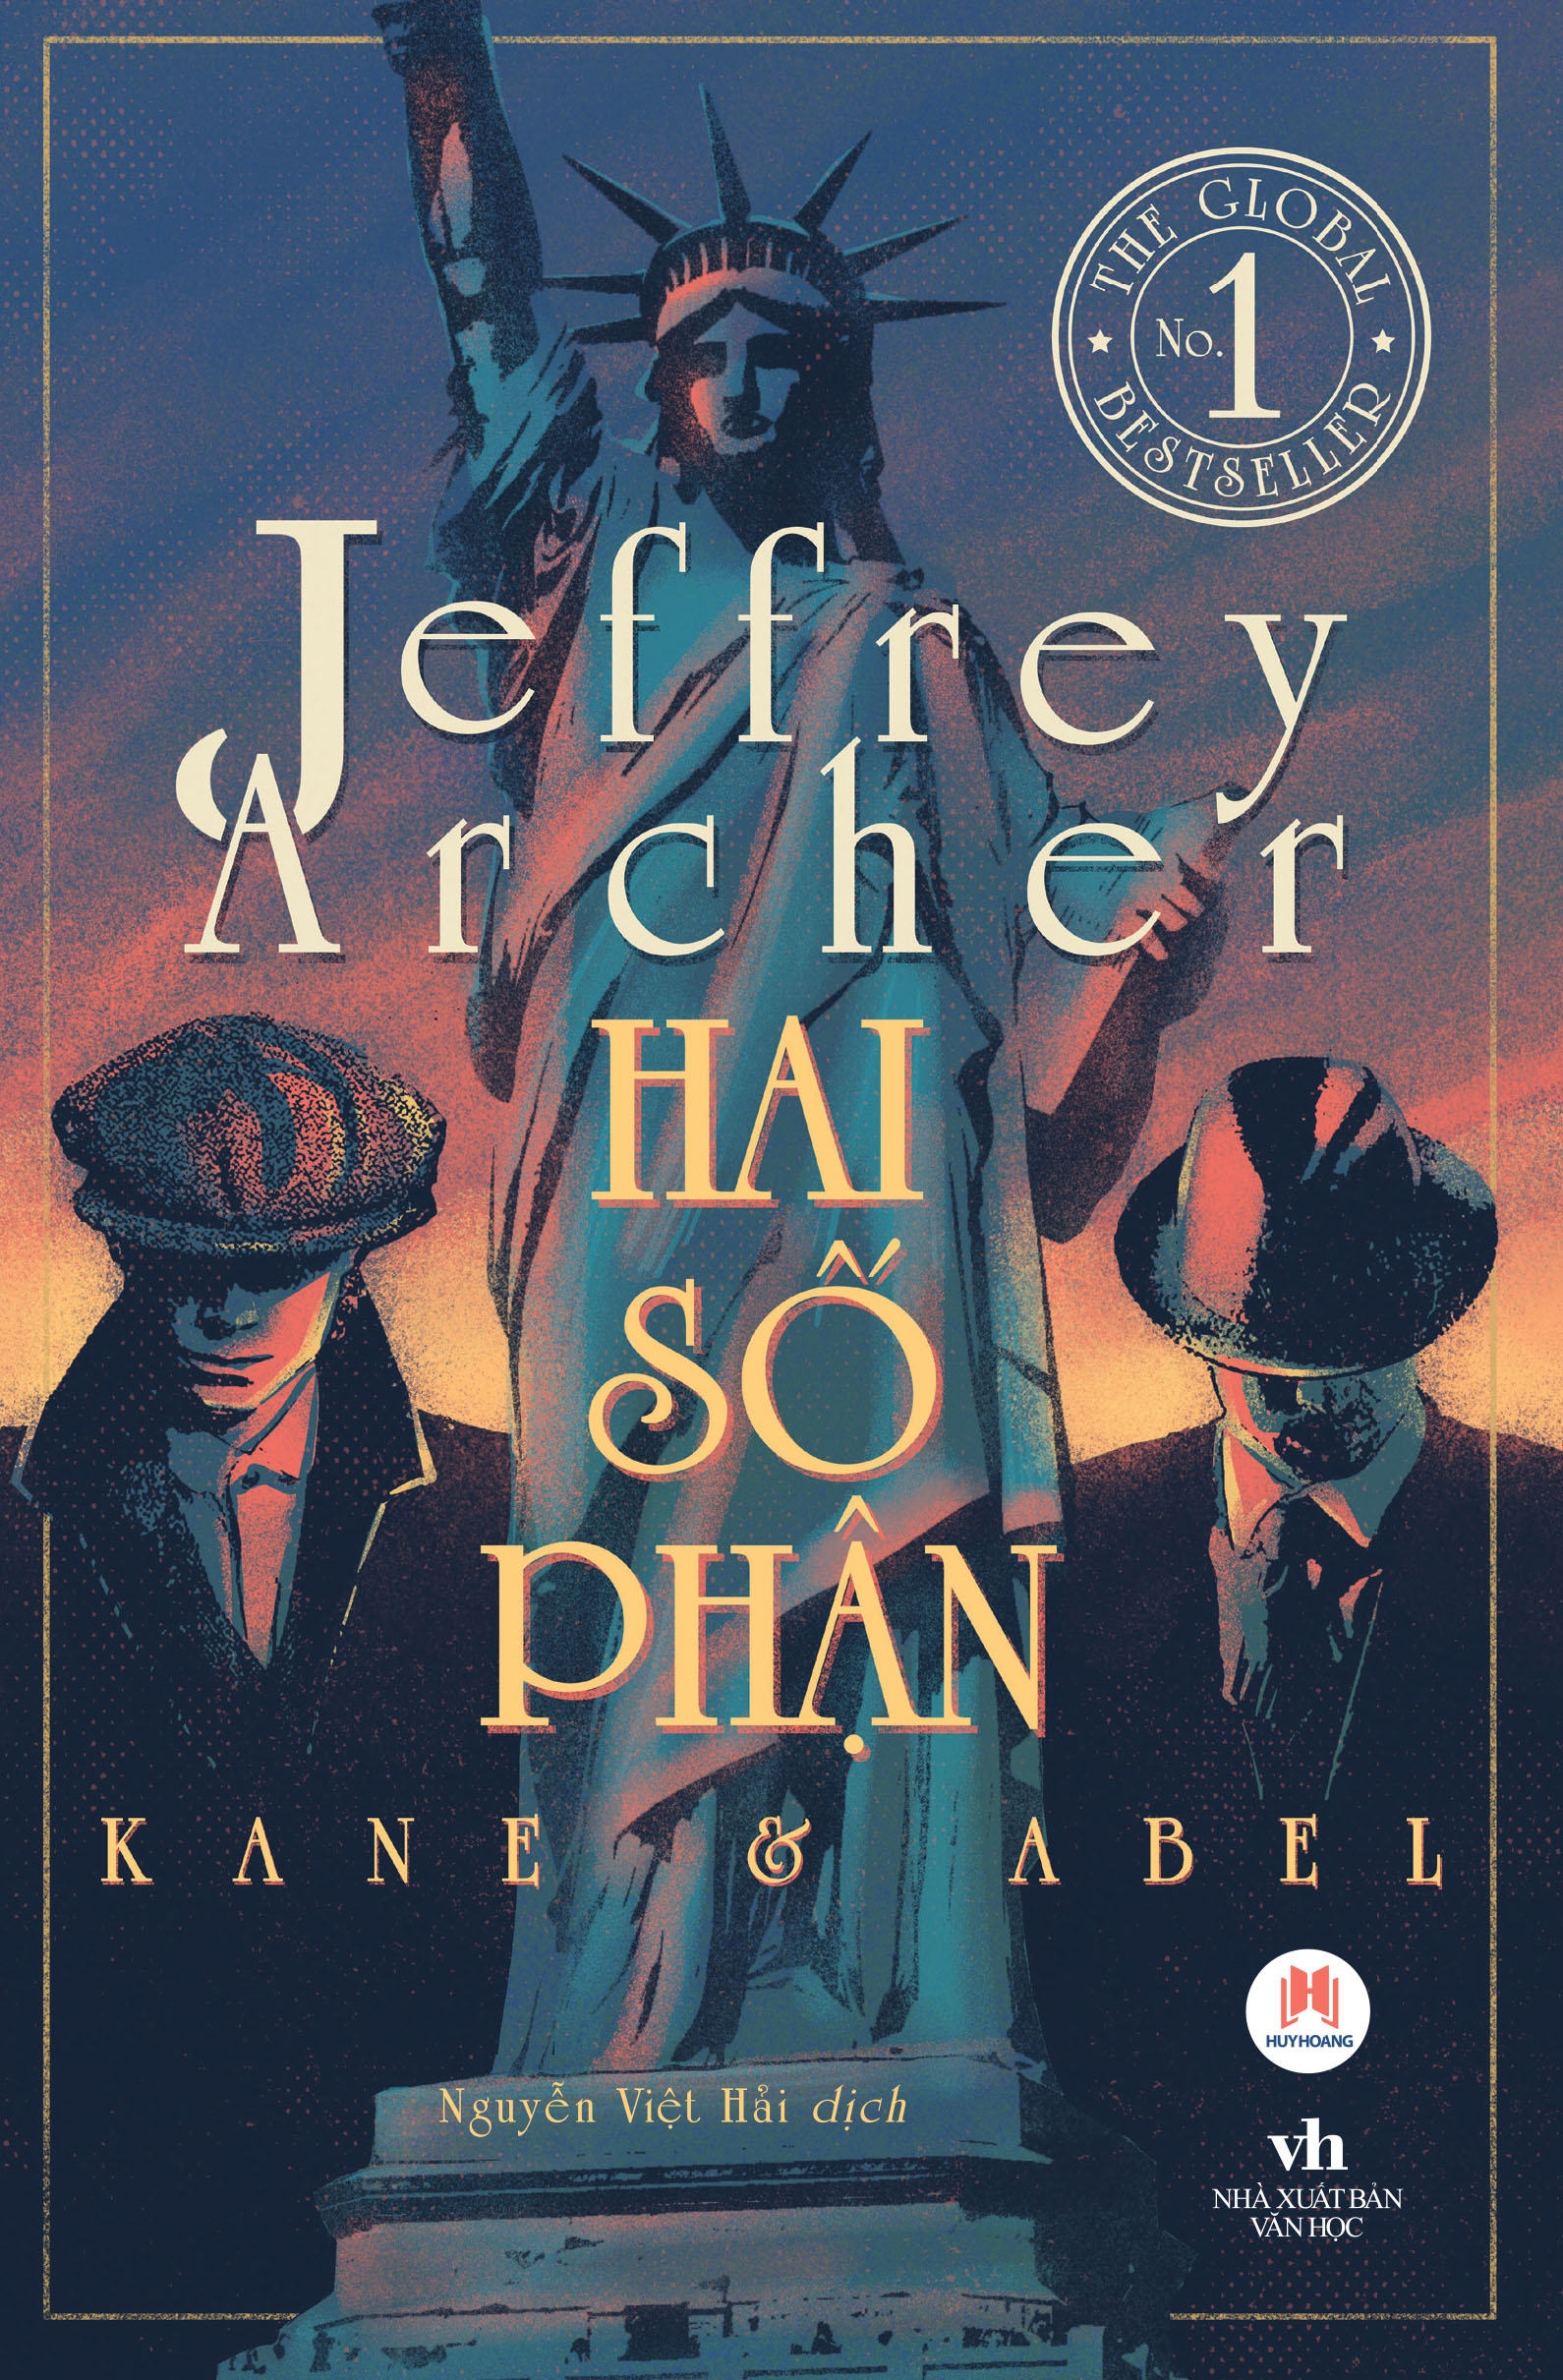 THE GLOBAL
No. 1
BESTSELLER
Jeffrey
Archer
HAI
SỐ
PHẬN
KANE & ABEL
HUYHOANG
Nguyễn Việt Hải dịch
vh
NHÀ XUẤT BẢN
VĂN HỌC